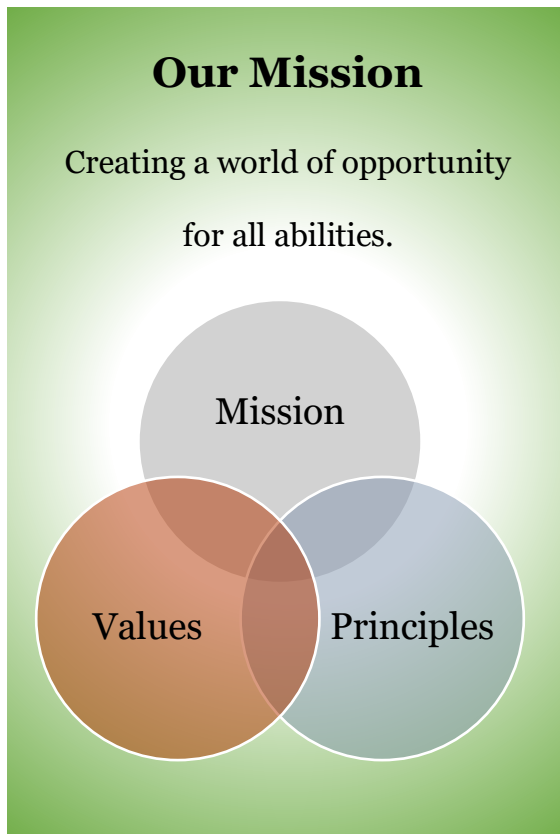 Our Mission
Creating a world of opportunity
for all abilities.
Mission
Values
Principles